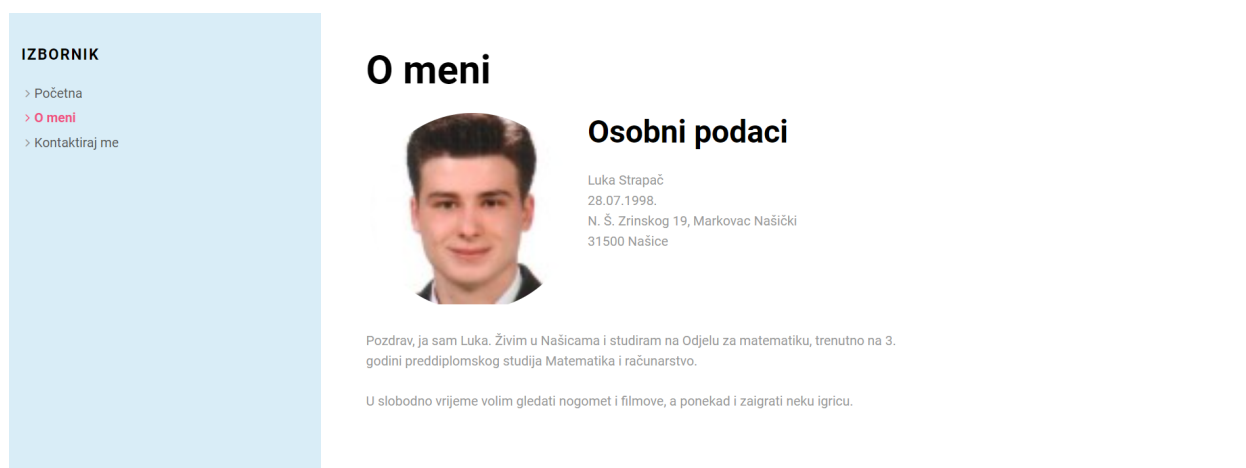 IZBORNIK
Početna
O meni
Kontaktiraj me
O meni
Osobni podaci
Luka Strapač
28.07.1998.
N. Š. Zrinskog 19, Markovac Našički
31500 Našice
Pozdrav, ja sam Luka. Živim u Našicama i studiram na Odjelu za matematiku, trenutno na 3.
godini preddiplomskog studija Matematika i računarstvo.
U slobodno vrijeme volim gledati nogomet i filmove, a ponekad i zaigrati neku igricu.